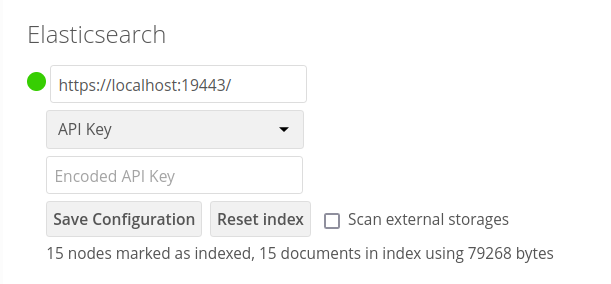 Elasticsearch
https://localhost:19443/
API Key
Encoded API Key
Save Configuration Reset index Scan external storages
15 nodes marked as indexed, 15 documents in index using 79268 bytes